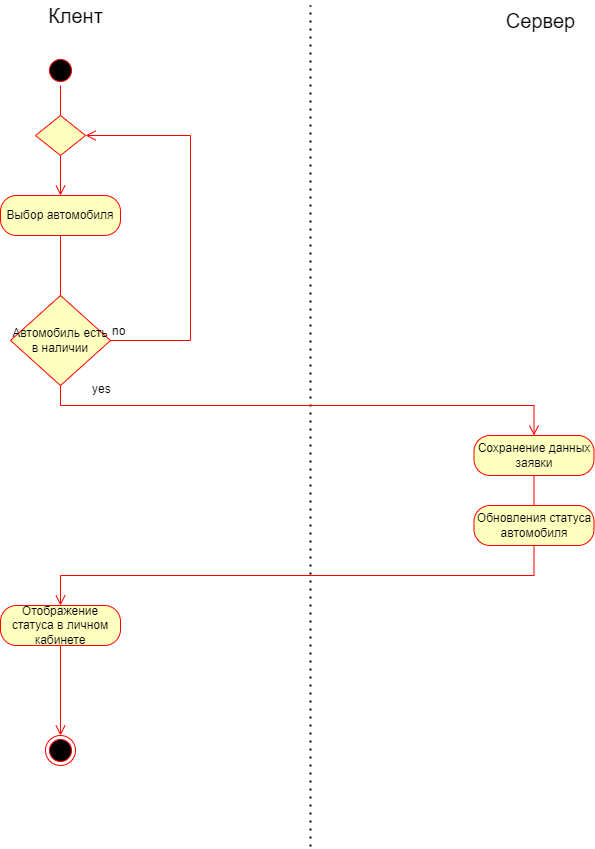 Клент
Сервер
Выбор автомобиля
Автомобиль есть
в наличии
no
yes
Сохранение данных
заявки
Обновления статуса
автомобиля
Отображение
статуса в личном
кабинете